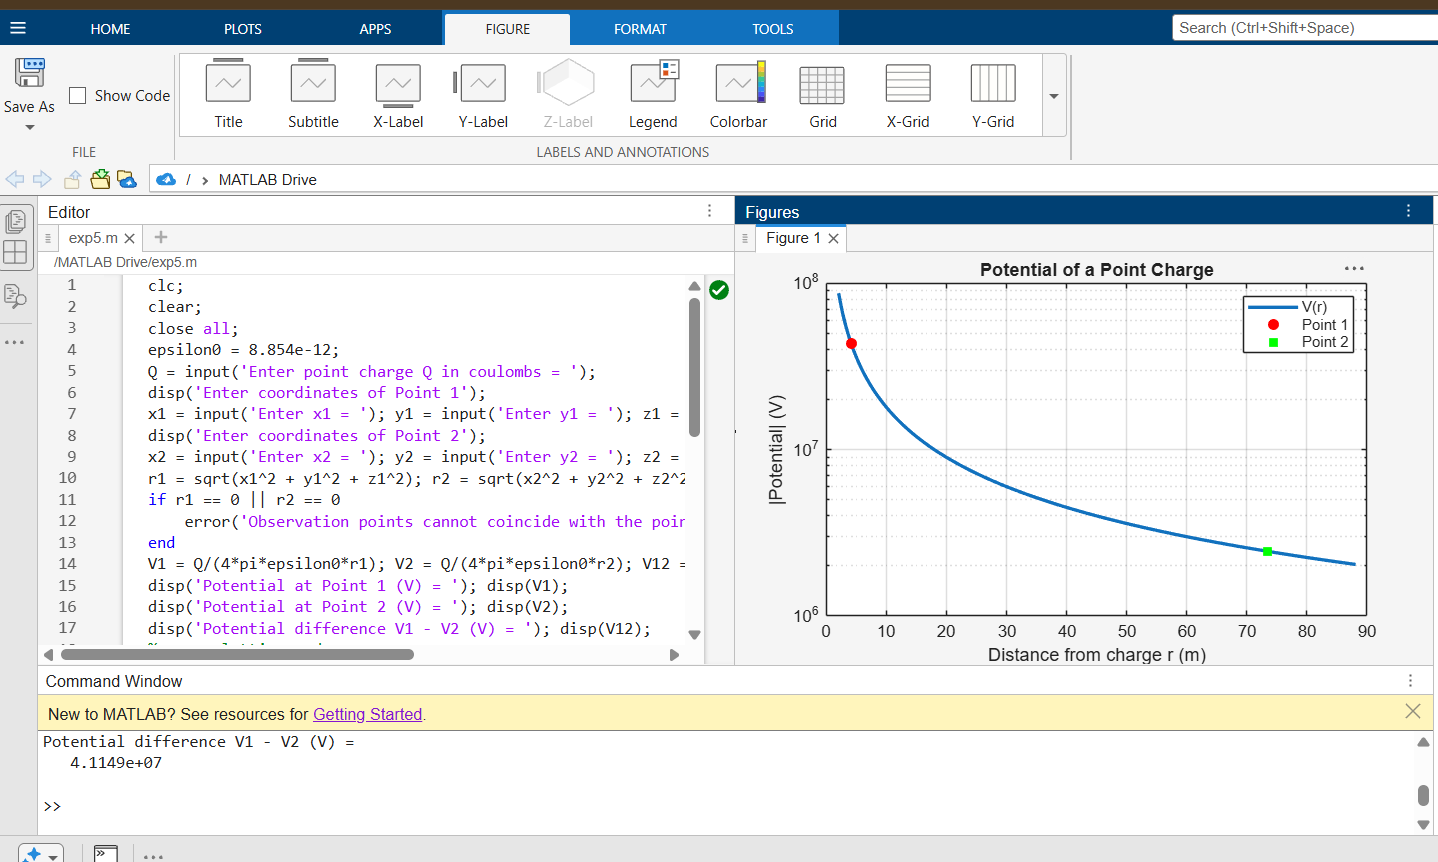 HOME PLOTS APPS FIGURE FORMAT TOOLS Search (Ctrl+Shift+Space)
Save As
Show Code
Title Subtitle X-Label Y-Label Z-Label Legend Colorbar Grid X-Grid Y-Grid
FILE LABELS AND ANNOTATIONS
/ › MATLAB Drive
Editor
exp5.m
/MATLAB Drive/exp5.m
1 clc;
2 clear;
3 close all;
4 epsilon0 = 8.854e-12;
5 Q = input('Enter point charge Q in coulombs = ');
6 disp('Enter coordinates of Point 1');
7 x1 = input('Enter x1 = '); y1 = input('Enter y1 = '); z1 =
8 disp('Enter coordinates of Point 2');
9 x2 = input('Enter x2 = '); y2 = input('Enter y2 = '); z2 =
10 r1 = sqrt(x1^2 + y1^2 + z1^2); r2 = sqrt(x2^2 + y2^2 + z2^2
11 if r1 == 0 || r2 == 0
12 error('Observation points cannot coincide with the poin
13 end
14 V1 = Q/(4*pi*epsilon0*r1); V2 = Q/(4*pi*epsilon0*r2); V12 =
15 disp('Potential at Point 1 (V) = '); disp(V1);
16 disp('Potential at Point 2 (V) = '); disp(V2);
17 disp('Potential difference V1 - V2 (V) = '); disp(V12);
Figures
Figure 1
Potential of a Point Charge
V(r)
Point 1
Point 2
|Potential| (V)
10^8
10^7
10^6
0 10 20 30 40 50 60 70 80 90
Distance from charge r (m)
Command Window
New to MATLAB? See resources for Getting Started.
Potential difference V1 - V2 (V) =
4.1149e+07
>>